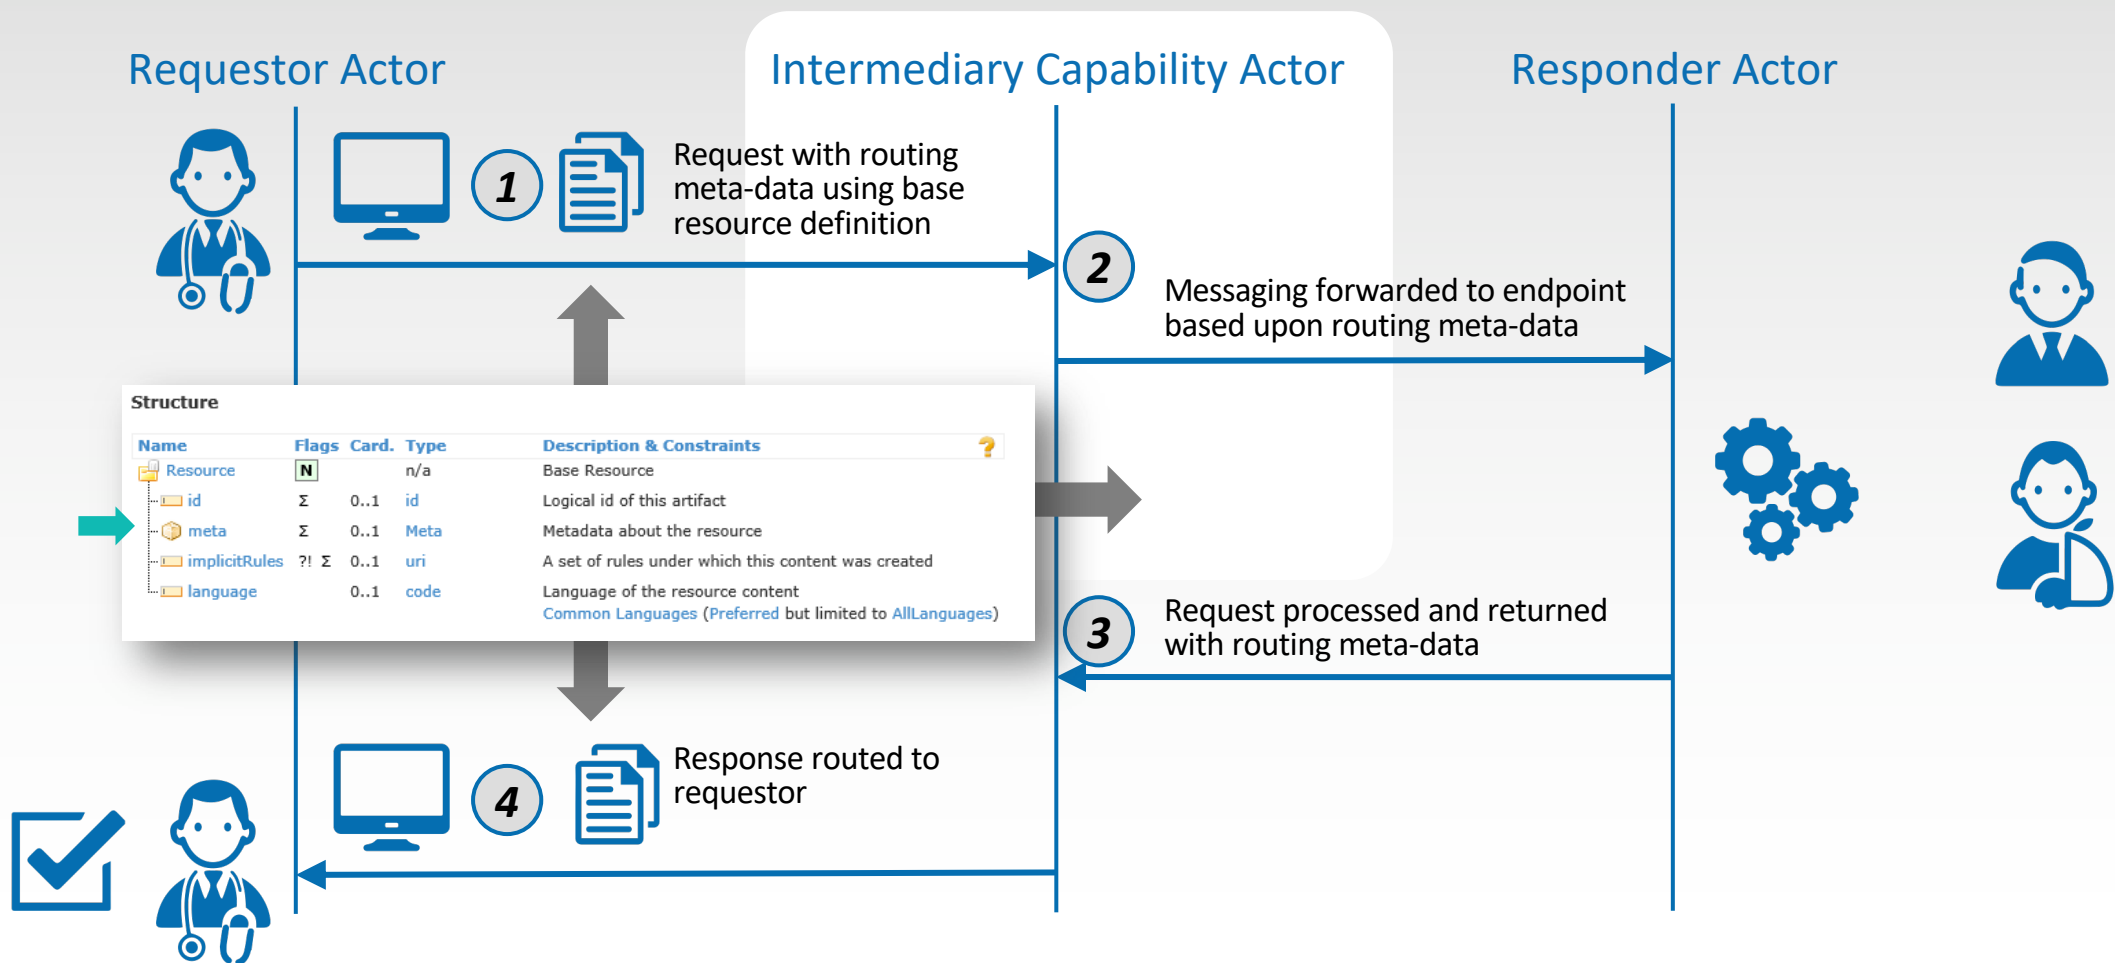 Requestor Actor
Intermediary Capability Actor
Responder Actor
1
Request with routing
meta-data using base
resource definition
2
Messaging forwarded to endpoint
based upon routing meta-data
Structure
Name Flags Card. Type Description & Constraints ?
Resource N n/a Base Resource
id Σ 0..1 id Logical id of this artifact
meta Σ 0..1 Meta Metadata about the resource
implicitRules ?! Σ 0..1 uri A set of rules under which this content was created
language 0..1 code Language of the resource content
Common Languages (Preferred but limited to AllLanguages)
3
Request processed and returned
with routing meta-data
4
Response routed to
requestor